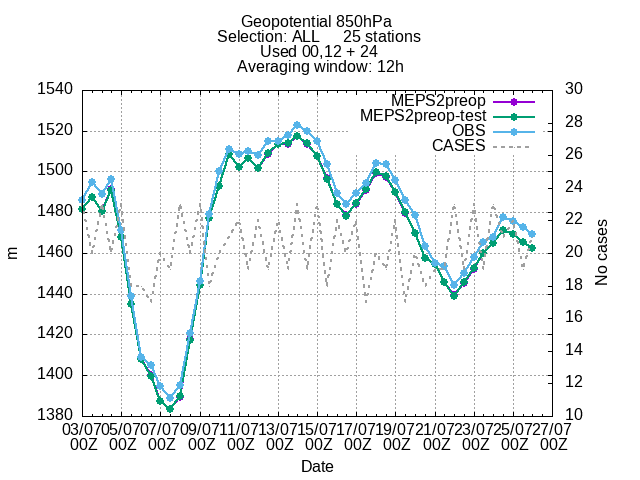 Geopotential 850hPa
Selection: ALL 25 stations
Used 00,12 + 24
Averaging window: 12h
1540 30
MEPS2preop
MEPS2preop-test
OBS
CASES
1520 28
1500 26
1480 24
1460 22
1440 20
1420 18
1400 16
1380 14
12
10
m
No cases
03/07 05/07 07/07 09/07 11/07 13/07 15/07 17/07 19/07 21/07 23/07 25/07 27/07
00Z 00Z 00Z 00Z 00Z 00Z 00Z 00Z 00Z 00Z 00Z 00Z 00Z
Date